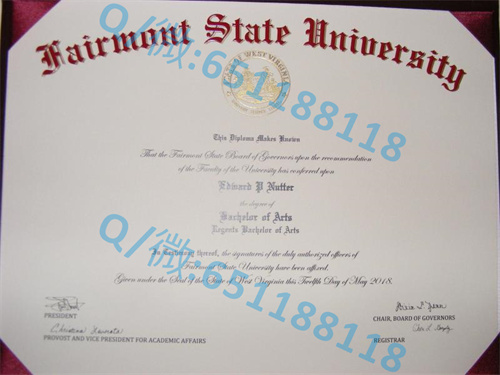 Fairmont State University
Q/微:651188118
This Diploma Makes Known
That the Fairmont State Board of Governors upon the recommendation
of the Faculty of the University has conferred upon
Edward P Nutter
the degree of
Bachelor of Arts
Regents Bachelor of Arts
In testimony thereof, the signatures of the duly authorized officers of
Fairmont State University have been affixed.
Given under the Seal of the State of West Virginia this Twelfth Day of May 2018.
Q/微:651188118
PRESIDENT
CHAIR, BOARD OF GOVERNORS
PROVOST AND VICE PRESIDENT FOR ACADEMIC AFFAIRS
REGISTRAR